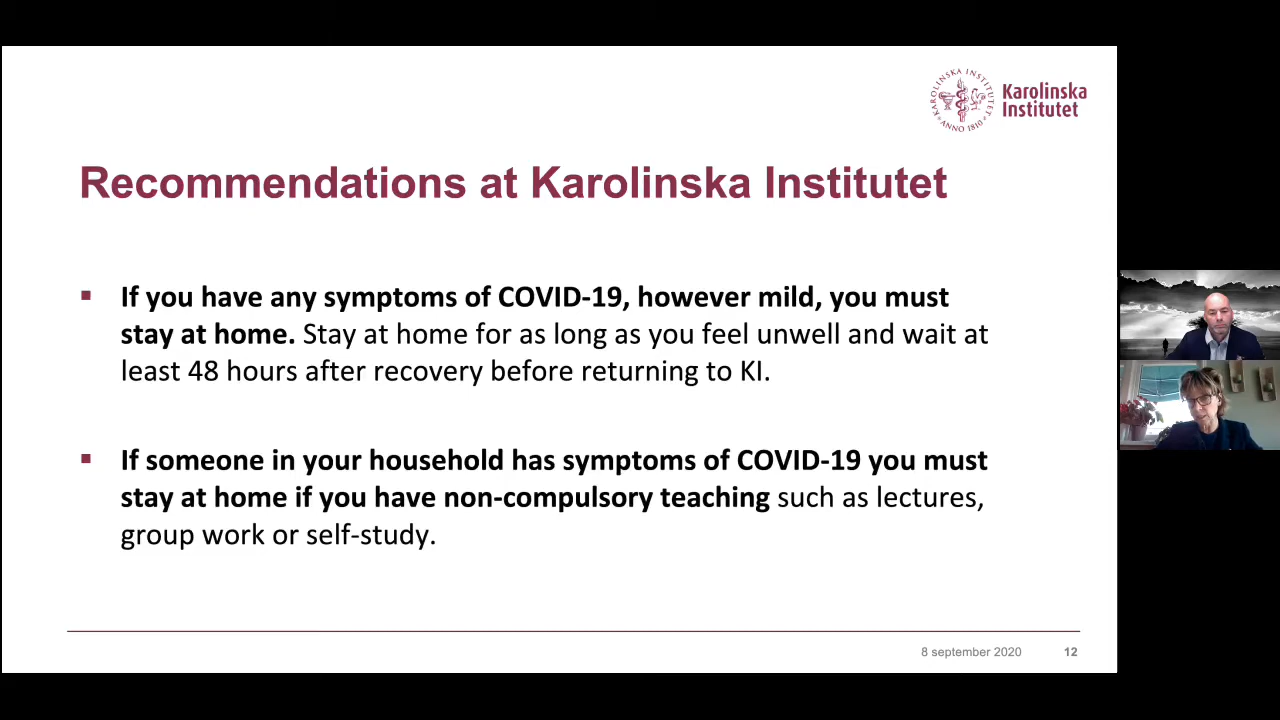 KAROLINSKA INSTITUTET
ANNO 1810
Karolinska
Institutet
Recommendations at Karolinska Institutet
▪ If you have any symptoms of COVID-19, however mild, you must
stay at home. Stay at home for as long as you feel unwell and wait at
least 48 hours after recovery before returning to KI.
▪ If someone in your household has symptoms of COVID-19 you must
stay at home if you have non-compulsory teaching such as lectures,
group work or self-study.
8 september 2020 12